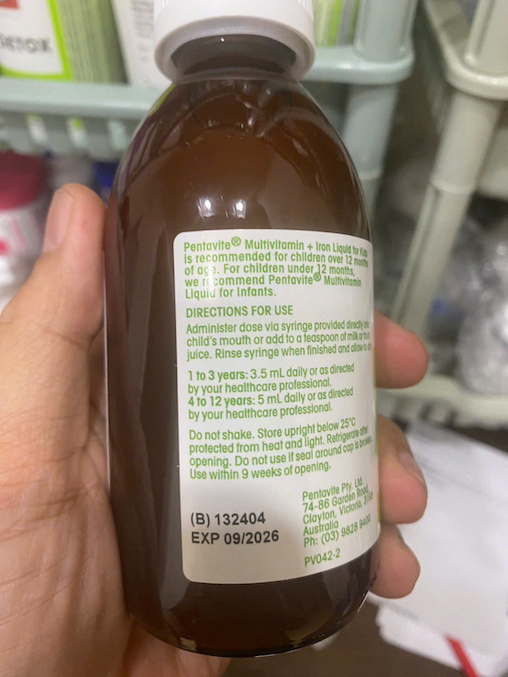 DETOX
Pentavite® Multivitamin + Iron Liquid for Kids
is recommended for children over 12 months
of age. For children under 12 months,
we recommend Pentavite® Multivitamin
Liquid for Infants.
DIRECTIONS FOR USE
Administer dose via syringe provided directly into
child's mouth or add to a teaspoon of milk or fruit
juice. Rinse syringe when finished and allow to dry.
1 to 3 years: 3.5 mL daily or as directed
by your healthcare professional.
4 to 12 years: 5 mL daily or as directed
by your healthcare professional.
Do not shake. Store upright below 25°C
protected from heat and light. Refrigerate after
opening. Do not use if seal around cap is broken.
Use within 9 weeks of opening.
(B) 132404
EXP 09/2026
Pentavite Pty. Ltd.
74-86 Garden Road,
Clayton, Victoria,
Australia
Ph: (03) 9828 9400
PV042-2